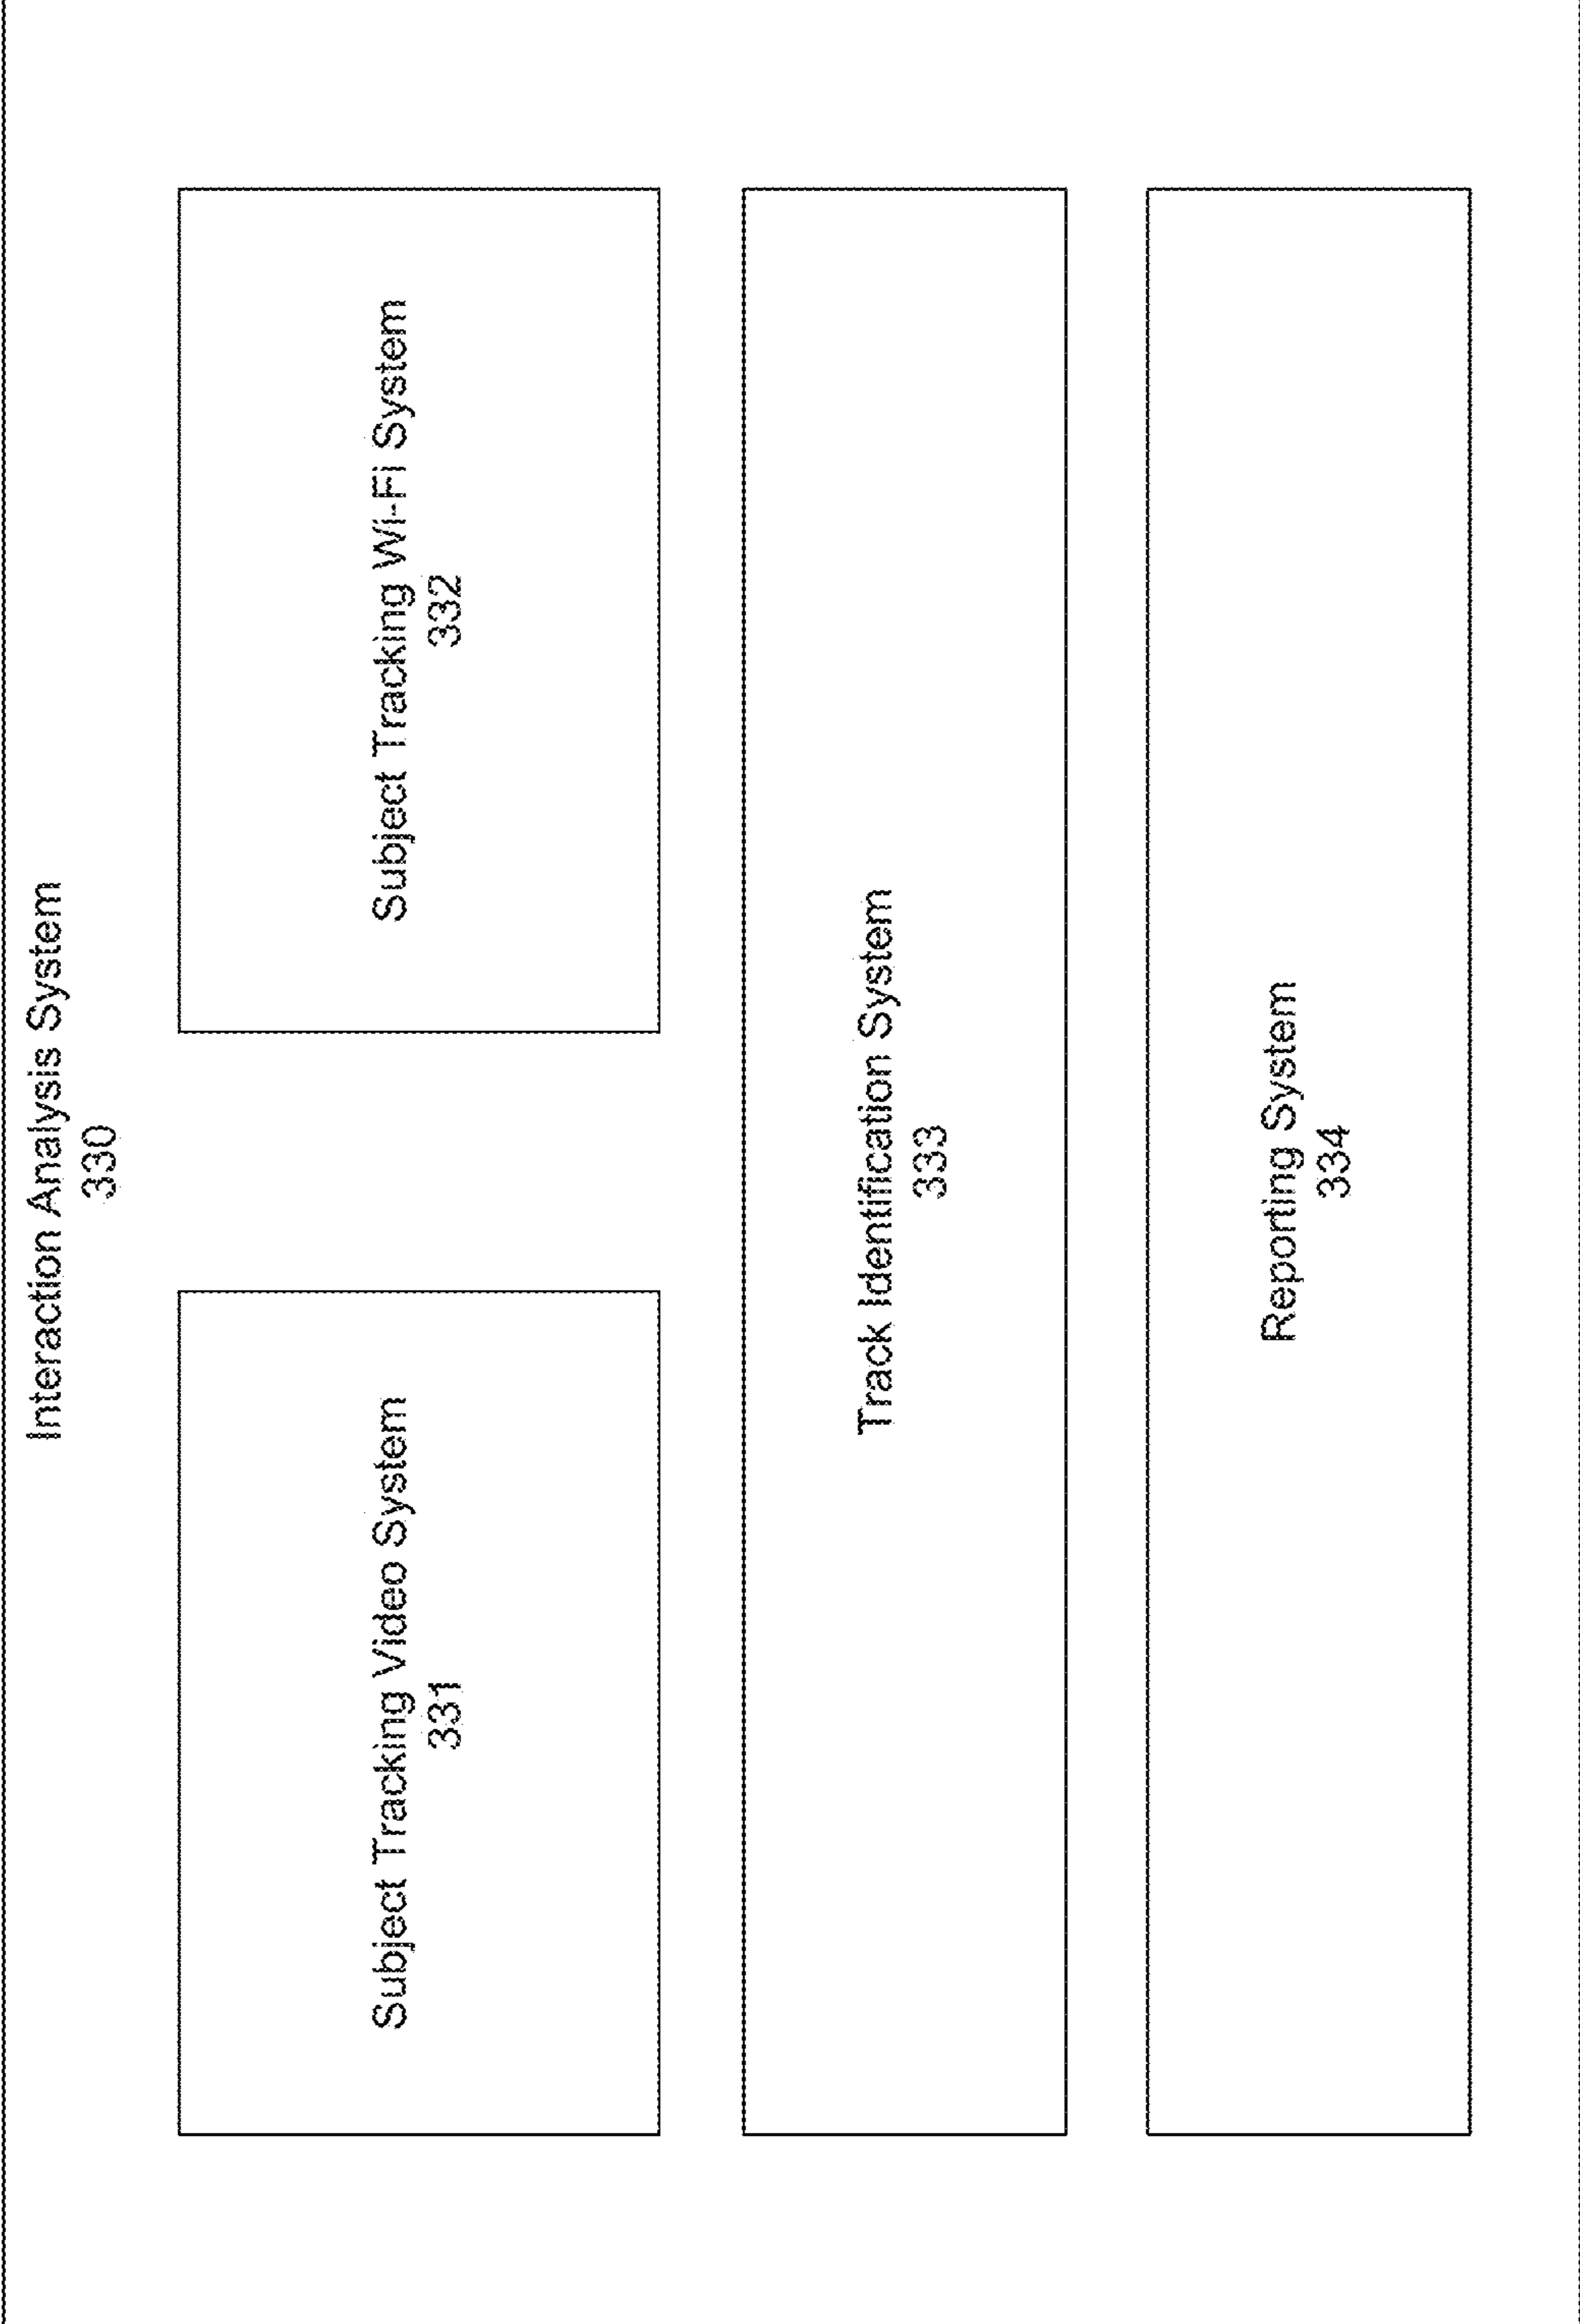 Interaction Analysis System
330
Subject Tracking Video System
331
Subject Tracking Wi-Fi System
332
Track Identification System
333
Reporting System
334